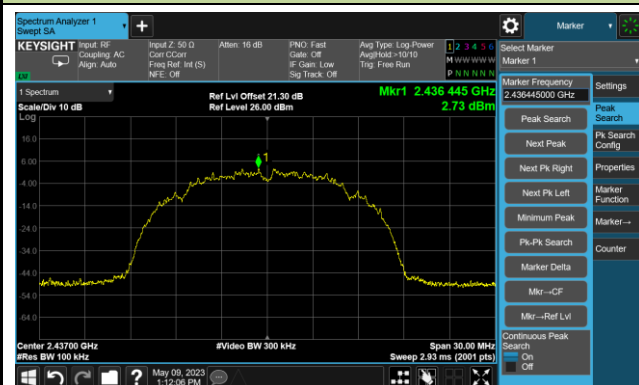 Spectrum Analyzer 1
Swept SA
Marker
KEYSIGHT
Input: RF
Coupling: AC
Align: Auto
Input Z: 50 Ω
Corr CCorr
Freq Ref: Int (S)
NFE: Off
Atten: 16 dB
PNO: Fast
Gate: Off
IF Gain: Low
Sig Track: Off
Avg Type: Log-Power
Avg|Hold:>10/10
Trig: Free Run
1 2 3 4 5 6
M W W W W W
P N N N N N
LXI
Select Marker
Marker 1
1 Spectrum
Scale/Div 10 dB
Log
Ref Lvl Offset 21.30 dB
Ref Level 26.00 dBm
Mkr1 2.436 445 GHz
2.73 dBm
16.0
6.00
-4.00
-14.0
-24.0
-34.0
-44.0
-54.0
-64.0
1
Center 2.43700 GHz
#Res BW 100 kHz
#Video BW 300 kHz
Span 30.00 MHz
Sweep 2.93 ms (2001 pts)
Marker Frequency
2.436445000 GHz
Peak Search
Next Peak
Next Pk Right
Next Pk Left
Minimum Peak
Pk-Pk Search
Marker Delta
Mkr→CF
Mkr→Ref Lvl
Continuous Peak
Search
On
Off
Settings
Peak
Search
Pk Search
Config
Properties
Marker
Function
Marker→
Counter
May 09, 2023
1:12:06 PM